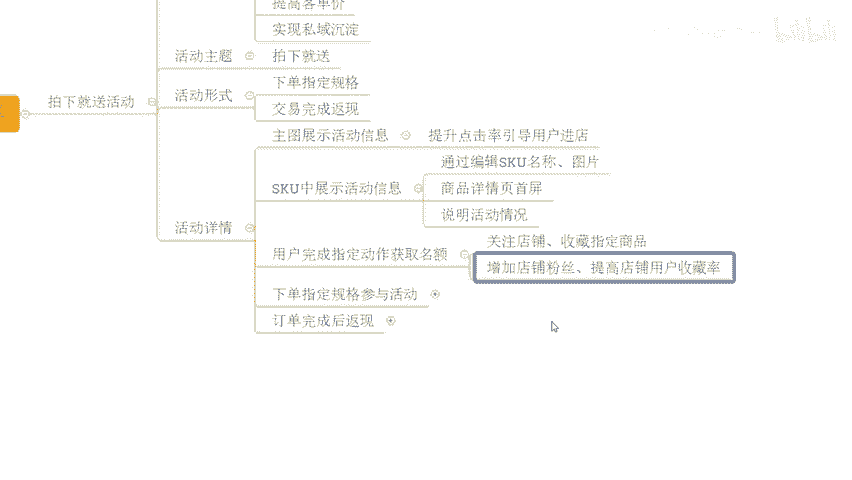 提高客单价
实现私域沉淀
活动主题
拍下就送
拍下就送活动
活动形式
下单指定规格
交易完成返现
主图展示活动信息
提升点击率引导用户进店
SKU中展示活动信息
通过编辑SKU名称、图片
商品详情页首屏
说明活动情况
活动详情
用户完成指定动作获取名额
关注店铺、收藏指定商品
增加店铺粉丝、提高店铺用户收藏率
下单指定规格参与活动
订单完成后返现
bilibili